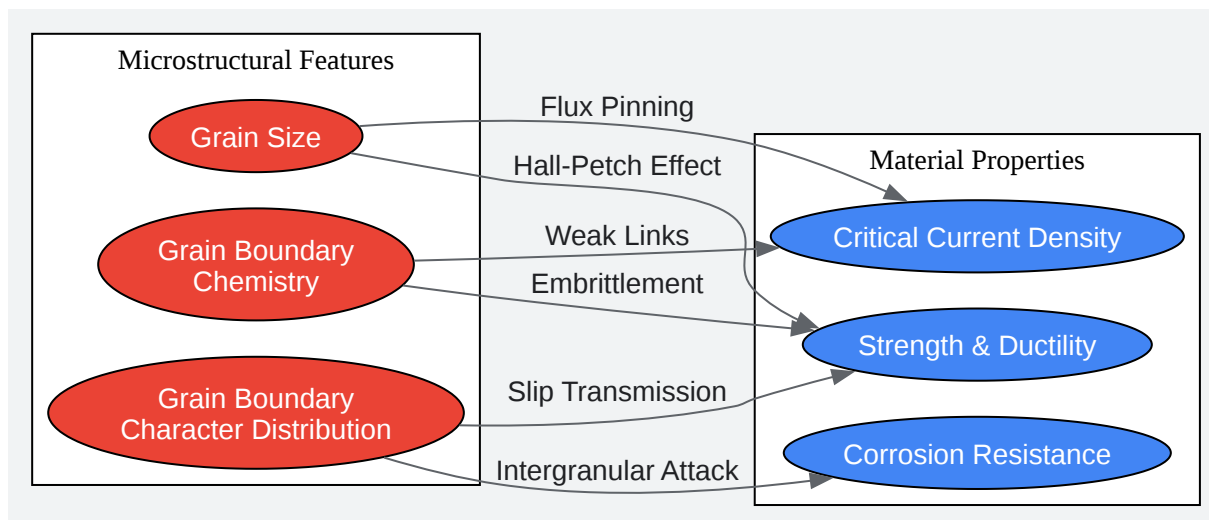 Microstructural Features
Grain Size
Grain Boundary
Chemistry
Grain Boundary
Character Distribution
Flux Pinning
Hall-Petch Effect
Weak Links
Embrittlement
Slip Transmission
Intergranular Attack
Material Properties
Critical Current Density
Strength & Ductility
Corrosion Resistance